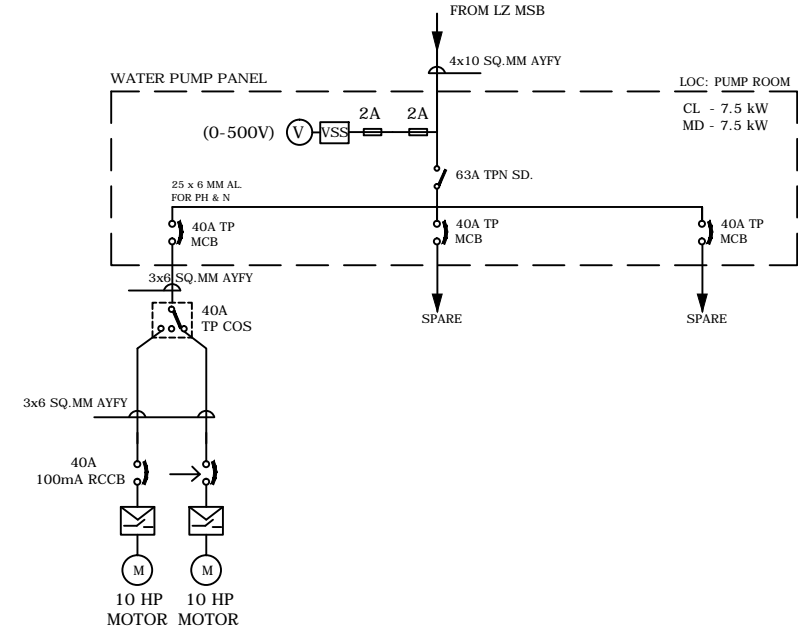 FROM LZ MSB
4x10 SQ.MM AYFY
WATER PUMP PANEL
LOC: PUMP ROOM
CL - 7.5 kW
MD - 7.5 kW
2A
2A
(0-500V)
V
VSS
63A TPN SD.
25 x 6 MM AL.
FOR PH & N
40A TP
MCB
40A TP
MCB
40A TP
MCB
3x6 SQ.MM AYFY
40A
TP COS
SPARE
SPARE
3x6 SQ.MM AYFY
40A
100mA RCCB
M
M
10 HP
MOTOR
10 HP
MOTOR